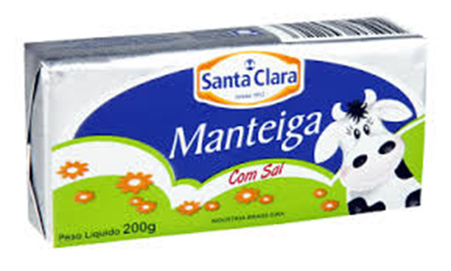 Santa Clara
desde 1912
Manteiga
Com Sal
INDÚSTRIA BRASILEIRA
Peso Líquido 200g